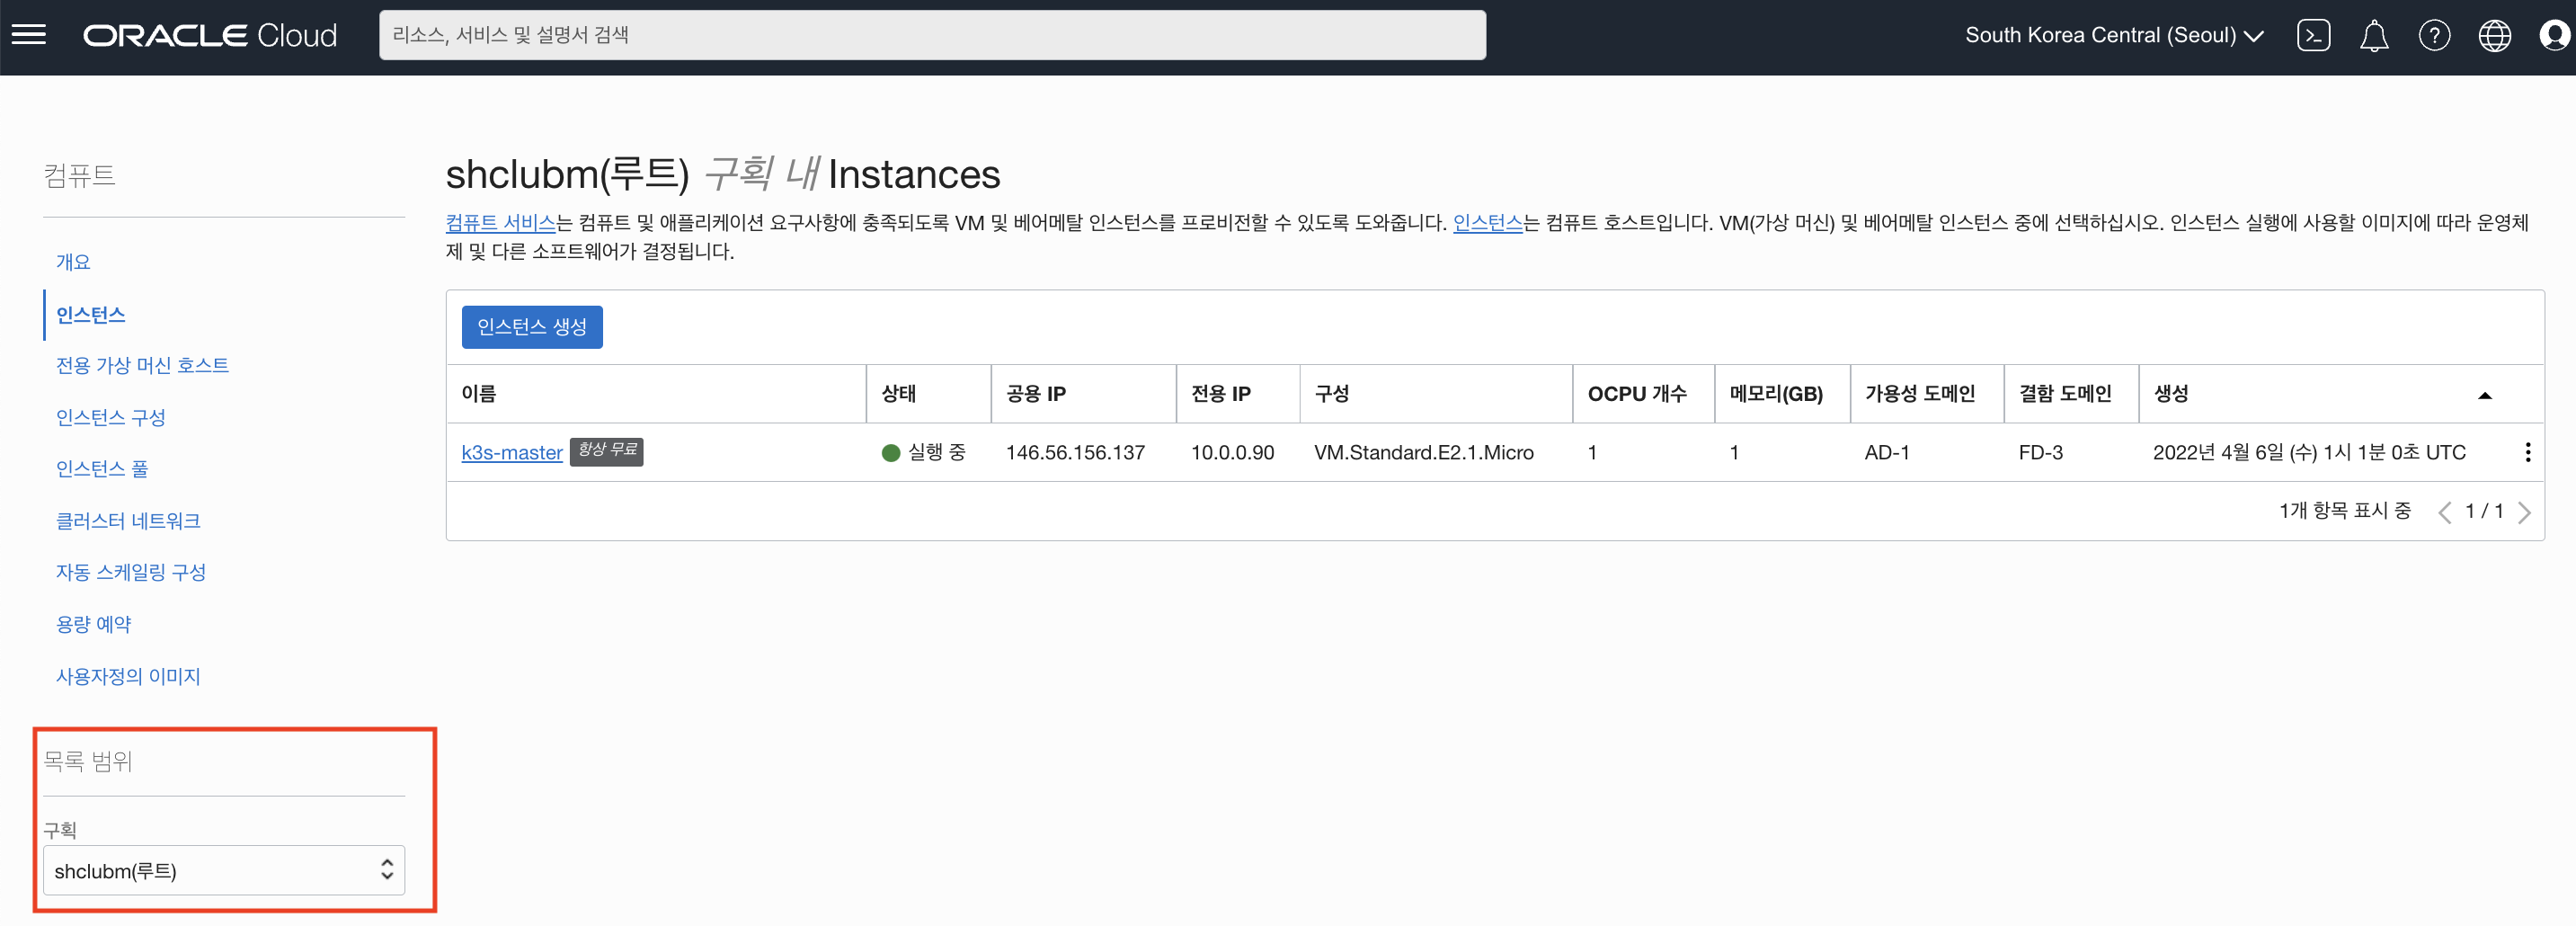 ORACLE Cloud
리소스, 서비스 및 설명서 검색
South Korea Central (Seoul)
컴퓨트
개요
인스턴스
전용 가상 머신 호스트
인스턴스 구성
인스턴스 풀
클러스터 네트워크
자동 스케일링 구성
용량 예약
사용자정의 이미지
목록 범위
구획
shclubm(루트)
shclubm(루트) 구획 내 Instances
컴퓨트 서비스는 컴퓨트 및 애플리케이션 요구사항에 충족되도록 VM 및 베어메탈 인스턴스를 프로비전할 수 있도록 도와줍니다. 인스턴스는 컴퓨트 호스트입니다. VM(가상 머신) 및 베어메탈 인스턴스 중에 선택하십시오. 인스턴스 실행에 사용할 이미지에 따라 운영체
제 및 다른 소프트웨어가 결정됩니다.
인스턴스 생성
이름 상태 공용 IP 전용 IP 구성 OCPU 개수 메모리(GB) 가용성 도메인 결함 도메인 생성
k3s-master 항상 무료 실행 중 146.56.156.137 10.0.0.90 VM.Standard.E2.1.Micro 1 1 AD-1 FD-3 2022년 4월 6일 (수) 1시 1분 0초 UTC
1개 항목 표시 중 1 / 1